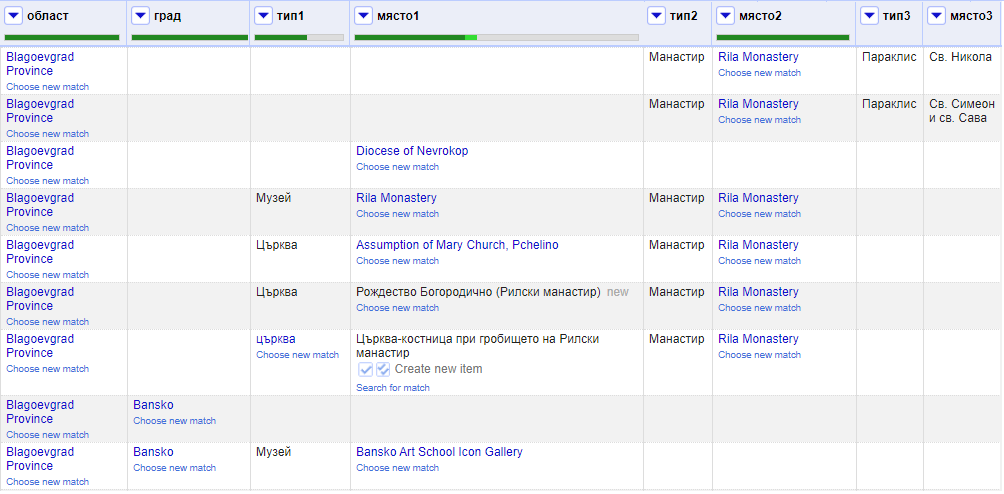 област град тип1 място1 тип2 място2 тип3 място3
Blagoevgrad Манастир Rila Monastery Параклис Св. Никола
Province Choose new match
Choose new match
Blagoevgrad Манастир Rila Monastery Параклис Св. Симеон
Province Choose new match и св. Сава
Choose new match
Blagoevgrad Diocese of Nevrokop
Province Choose new match
Choose new match
Blagoevgrad Музей Rila Monastery Манастир Rila Monastery
Province Choose new match Choose new match
Choose new match
Blagoevgrad Църква Assumption of Mary Church, Pchelino Манастир Rila Monastery
Province Choose new match Choose new match
Choose new match
Blagoevgrad Църква Рождество Богородично (Рилски манастир) new Манастир Rila Monastery
Province Choose new match Choose new match
Choose new match
Blagoevgrad църква Църква-костница при гробището на Рилски Манастир Rila Monastery
Province Choose new match манастир Choose new match
Choose new match Create new item
Search for match
Blagoevgrad Bansko
Province Choose new match
Choose new match
Blagoevgrad Bansko Музей Bansko Art School Icon Gallery
Province Choose new match Choose new match
Choose new match